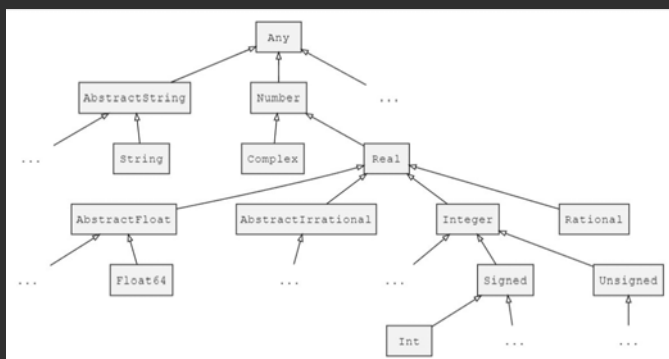 Any
AbstractString Number ...
... String Complex Real
AbstractFloat AbstractIrrational Integer Rational
... Float64 ... ... Signed Unsigned
Int ... ...